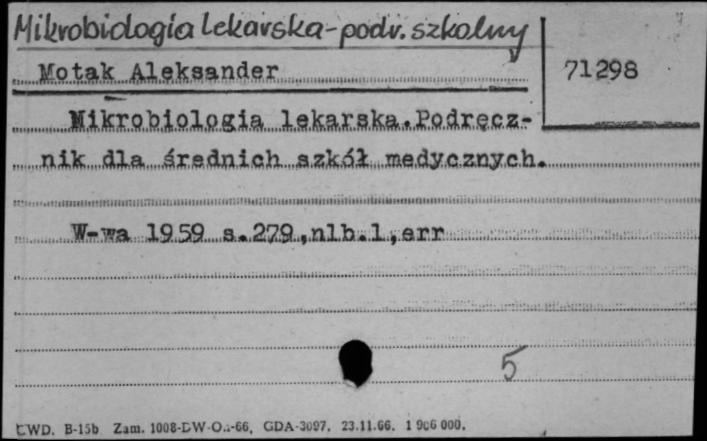 Mikrobiologia lekarska-podr. szkolny
Motak Aleksander
71298
Mikrobiologia lekarska.Podręcz-
nik dla średnich szkół medycznych.
W-wa 1959 s.279,nlb.1,err
5
CWD. B-15b Zam. 1008-DW-O.-66, GDA-3097. 23.11.66. 1 906 000.